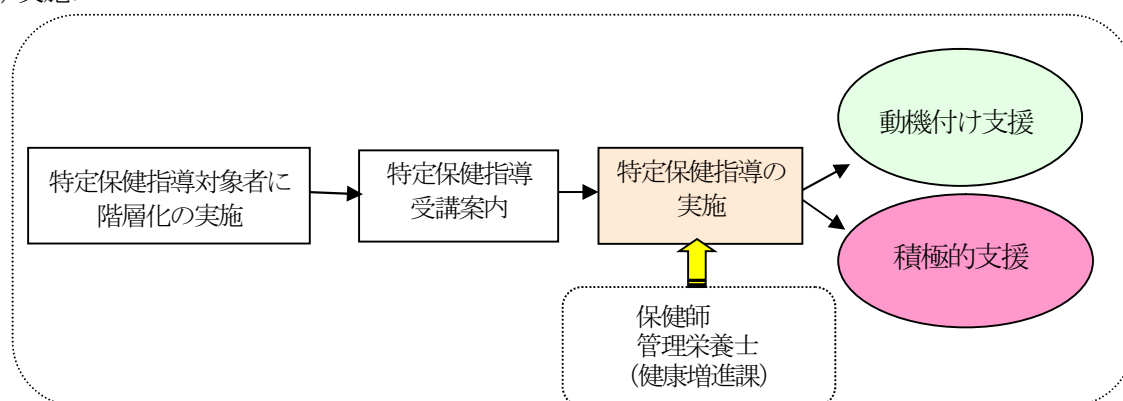 特定保健指導対象者に
階層化の実施
特定保健指導
受講案内
特定保健指導の
実施
動機付け支援
積極的支援
保健師
管理栄養士
(健康増進課)